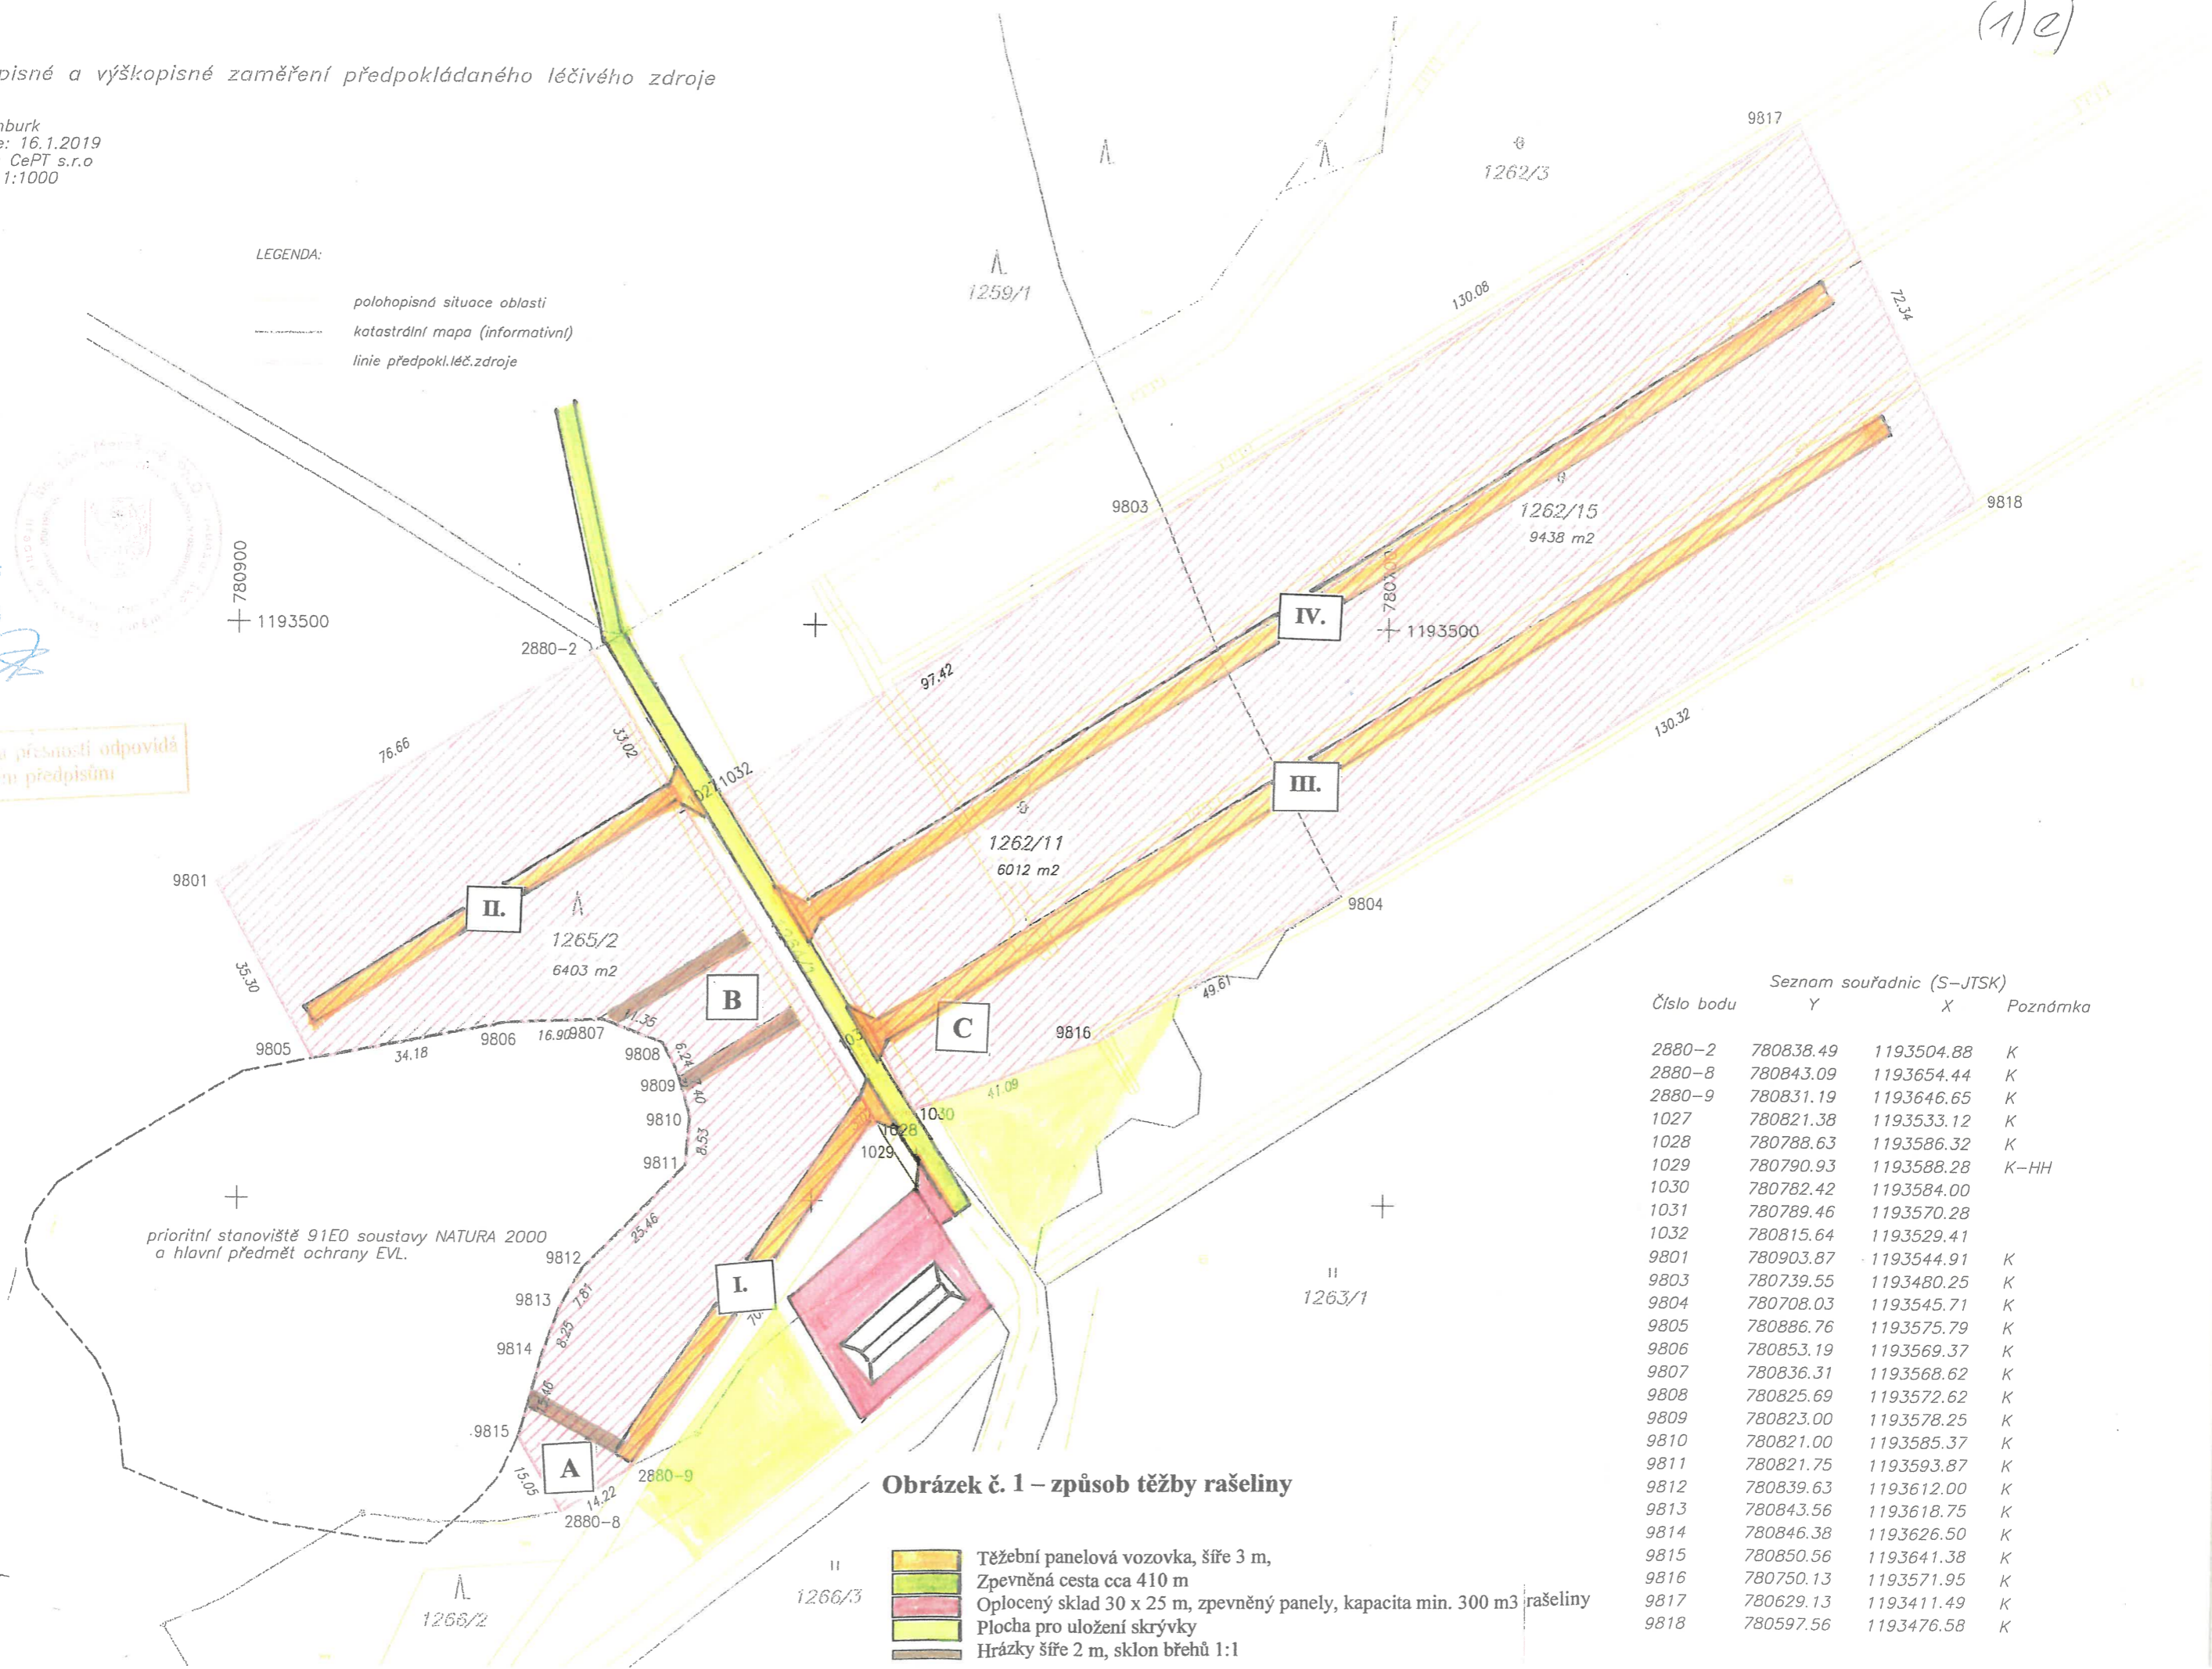 (1)e)
pisné a výškopisné zaměření předpokládaného léčivého zdroje
nburk
e: 16.1.2019
CePT s.r.o
1:1000
LEGENDA:
polohopisná situace oblasti
katastrální mapa (informativní)
linie předpokl.léč.zdroje
780900
1193500
přesnosti odpovídá
předpisům
9817
1262/3
1259/1
130.08
72.34
9803
1262/15
9438 m2
9818
IV.
1193500
2880-2
97.42
33.02
76.66
130.32
1032
III.
1262/11
6012 m2
9801
II.
9804
1265/2
6403 m2
35.30
B
49.61
C
9816
11.35
9805
34.18
9806
16.90
9807
9808
6.24
9809
7.40
41.09
9810
1030
1028
8.53
1029
9811
25.46
prioritní stanoviště 91E0 soustavy NATURA 2000
a hlavní předmět ochrany EVL.
9812
I.
7.81
9813
1263/1
8.25
9814
9815
A
15.05
2880-9
14.22
2880-8
1266/2
1266/3
Seznam souřadnic (S-JTSK)
Číslo bodu Y X Poznámka
2880-2 780838.49 1193504.88 K
2880-8 780843.09 1193654.44 K
2880-9 780831.19 1193646.65 K
1027 780821.38 1193533.12 K
1028 780788.63 1193586.32 K
1029 780790.93 1193588.28 K-HH
1030 780782.42 1193584.00
1031 780789.46 1193570.28
1032 780815.64 1193529.41
9801 780903.87 1193544.91 K
9803 780739.55 1193480.25 K
9804 780708.03 1193545.71 K
9805 780886.76 1193575.79 K
9806 780853.19 1193569.37 K
9807 780836.31 1193568.62 K
9808 780825.69 1193572.62 K
9809 780823.00 1193578.25 K
9810 780821.00 1193585.37 K
9811 780821.75 1193593.87 K
9812 780839.63 1193612.00 K
9813 780843.56 1193618.75 K
9814 780846.38 1193626.50 K
9815 780850.56 1193641.38 K
9816 780750.13 1193571.95 K
9817 780629.13 1193411.49 K
9818 780597.56 1193476.58 K
Obrázek č. 1 – způsob těžby rašeliny
Těžební panelová vozovka, šíře 3 m,
Zpevněná cesta cca 410 m
Oplocený sklad 30 x 25 m, zpevněný panely, kapacita min. 300 m3 rašeliny
Plocha pro uložení skrývky
Hrázky šíře 2 m, sklon břehů 1:1